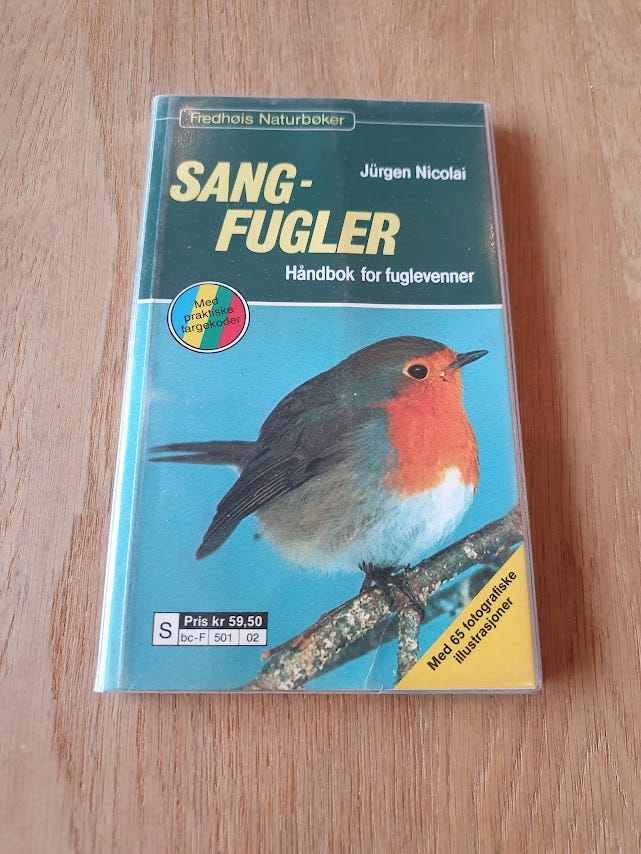 Fredhøis Naturbøker
Jürgen Nicolai
SANG-
FUGLER
Håndbok for fuglevenner
Med
praktiske
fargekoder
S
Pris kr 59,50
bc-F 501 02
Med 65 fotografiske
illustrasjoner